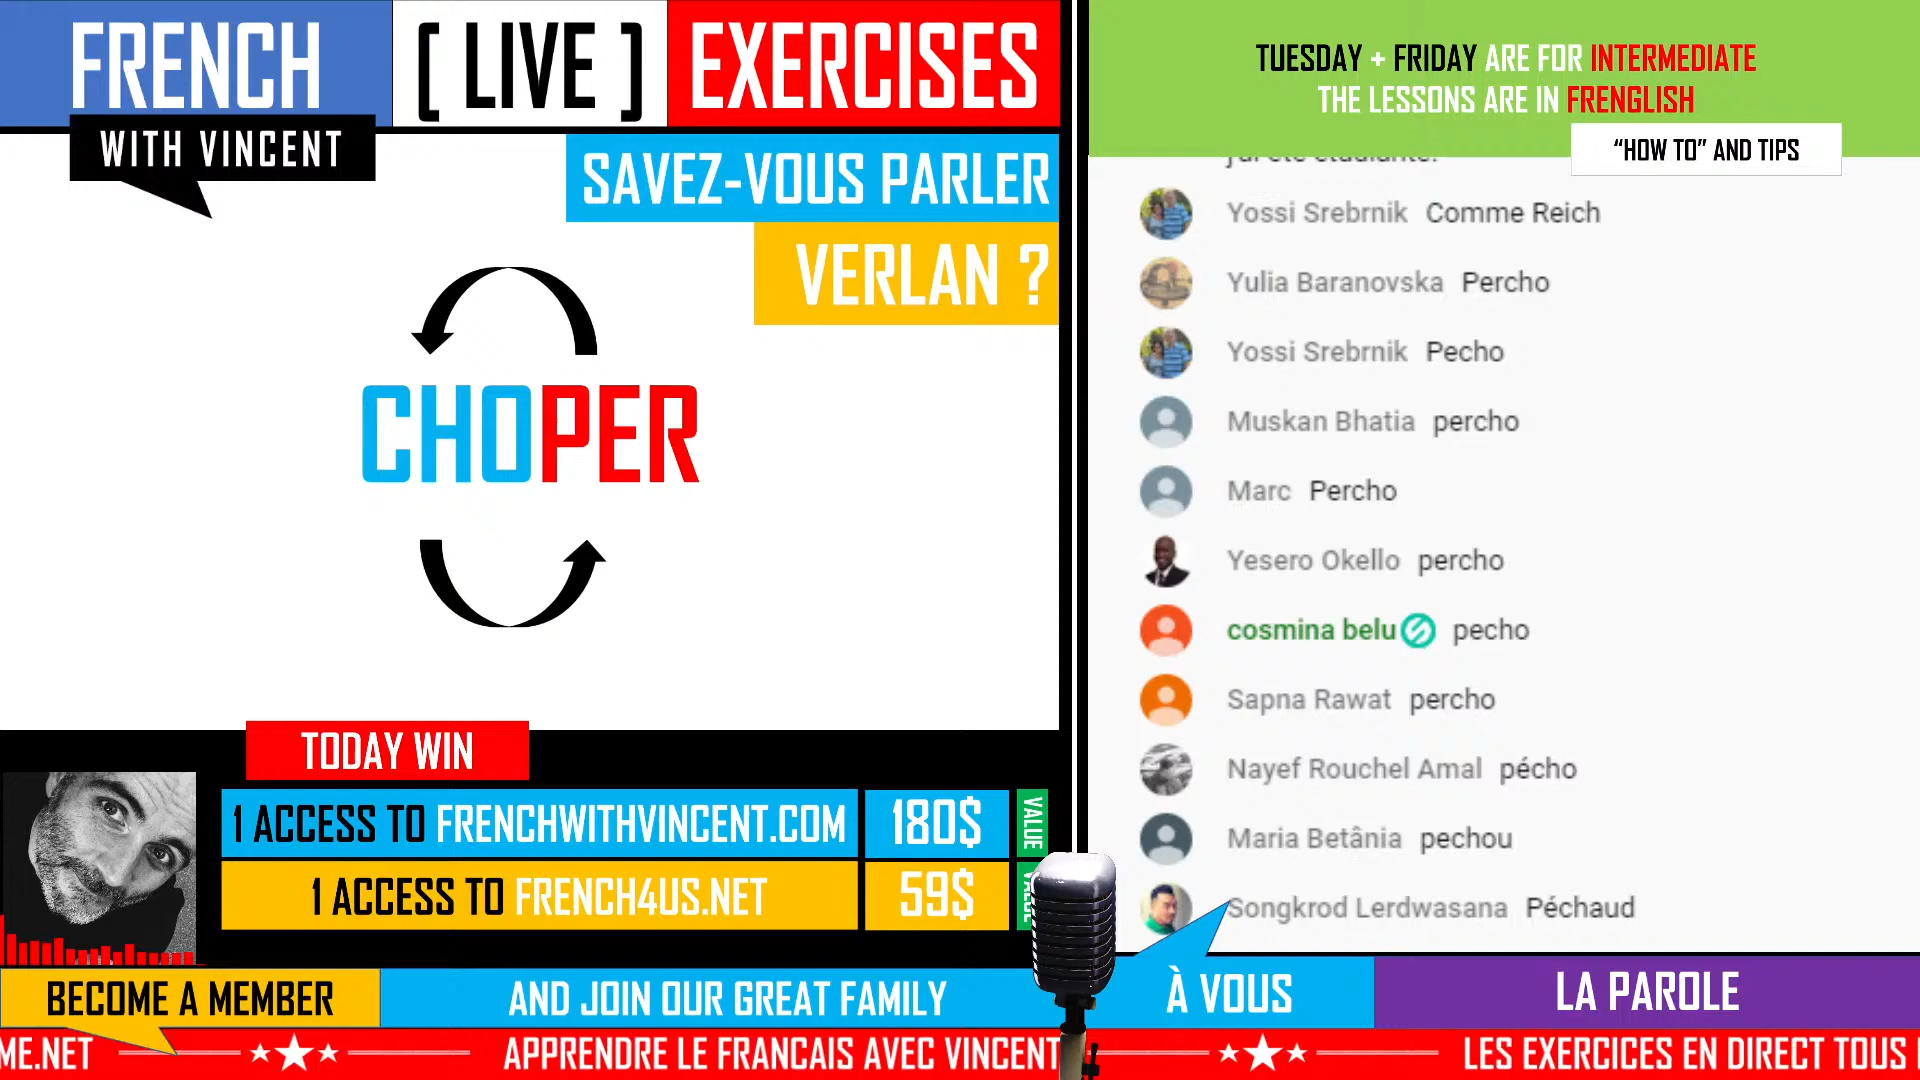 FRENCH [ LIVE ] EXERCISES
WITH VINCENT
SAVEZ-VOUS PARLER
VERLAN ?
CHOPER
TODAY WIN
1 ACCESS TO FRENCHWITHVINCENT.COM 180$ VALUE
1 ACCESS TO FRENCH4US.NET 59$ VALUE
TUESDAY + FRIDAY ARE FOR INTERMEDIATE
THE LESSONS ARE IN FRENGLISH
“HOW TO” AND TIPS
j'ai été étudiante.
Yossi Srebrnik Comme Reich
Yulia Baranovska Percho
Yossi Srebrnik Pecho
Muskan Bhatia percho
Marc Percho
Yesero Okello percho
cosmina belu pecho
Sapna Rawat percho
Nayef Rouchel Amal pécho
Maria Betânia pechou
Songkrod Lerdwasana Péchaud
BECOME A MEMBER AND JOIN OUR GREAT FAMILY À VOUS LA PAROLE
ME.NET APPRENDRE LE FRANCAIS AVEC VINCENT LES EXERCICES EN DIRECT TOUS